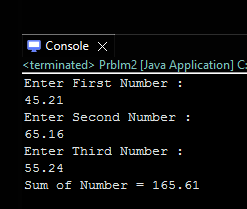 Console
<terminated> Prblm2 [Java Application] C:
Enter First Number :
45.21
Enter Second Number :
65.16
Enter Third Number :
55.24
Sum of Number = 165.61